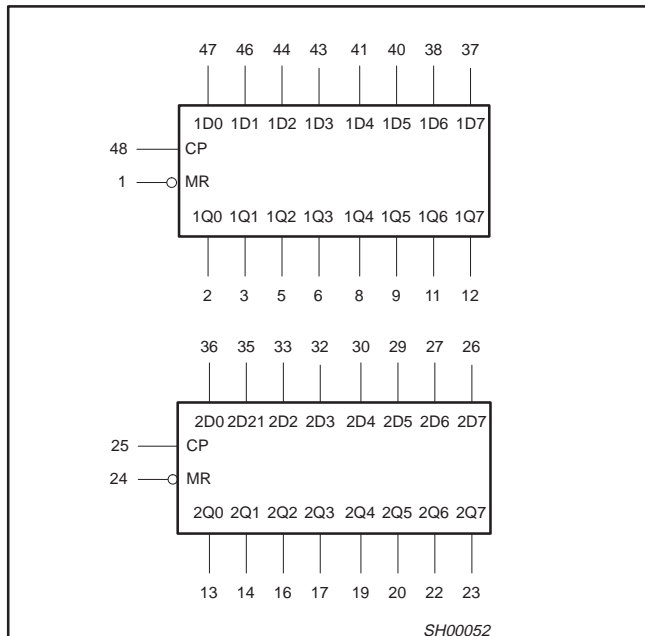 47 46 44 43 41 40 38 37
1D0 1D1 1D2 1D3 1D4 1D5 1D6 1D7
48 CP
1 MR
1Q0 1Q1 1Q2 1Q3 1Q4 1Q5 1Q6 1Q7
2 3 5 6 8 9 11 12
36 35 33 32 30 29 27 26
2D0 2D21 2D2 2D3 2D4 2D5 2D6 2D7
25 CP
24 MR
2Q0 2Q1 2Q2 2Q3 2Q4 2Q5 2Q6 2Q7
13 14 16 17 19 20 22 23
SH00052